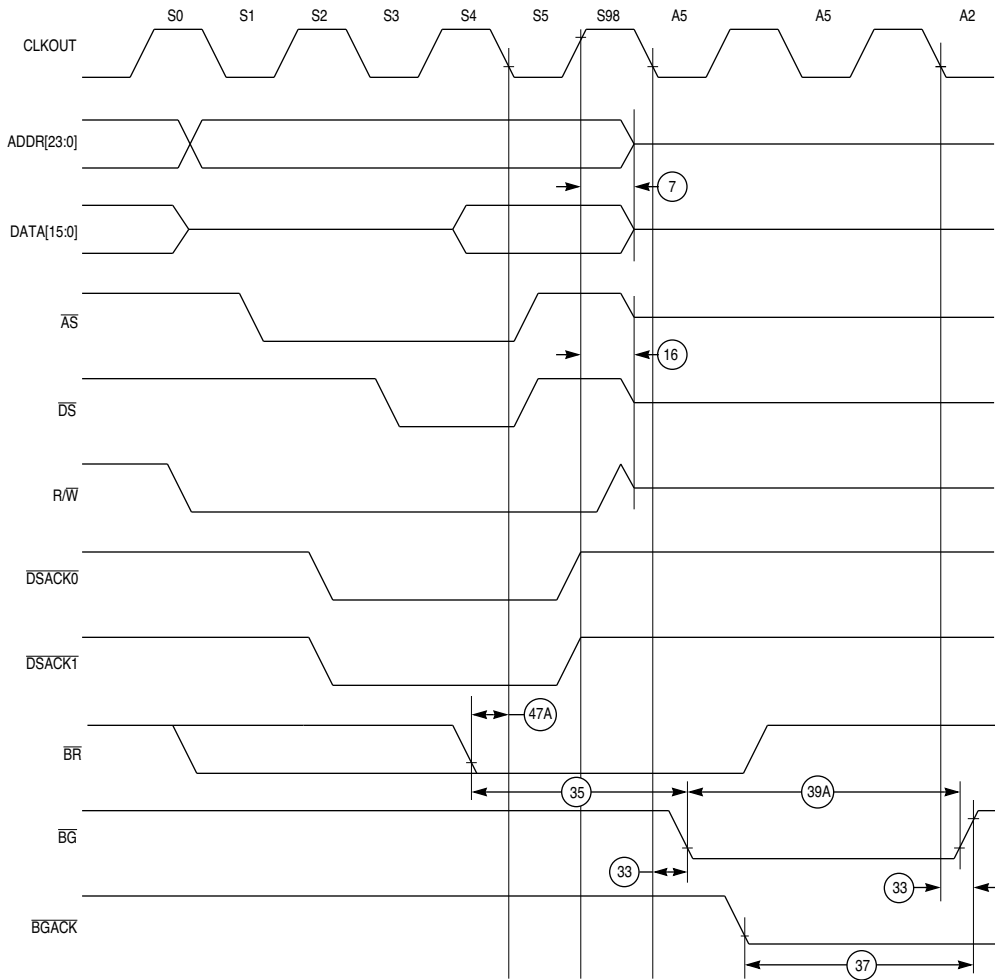 S0 S1 S2 S3 S4 S5 S98 A5 A5 A2
CLKOUT
ADDR[23:0]
7
DATA[15:0]
AS
16
DS
R/W
DSACK0
DSACK1
47A
BR
35 39A
BG
33 33
BGACK
37